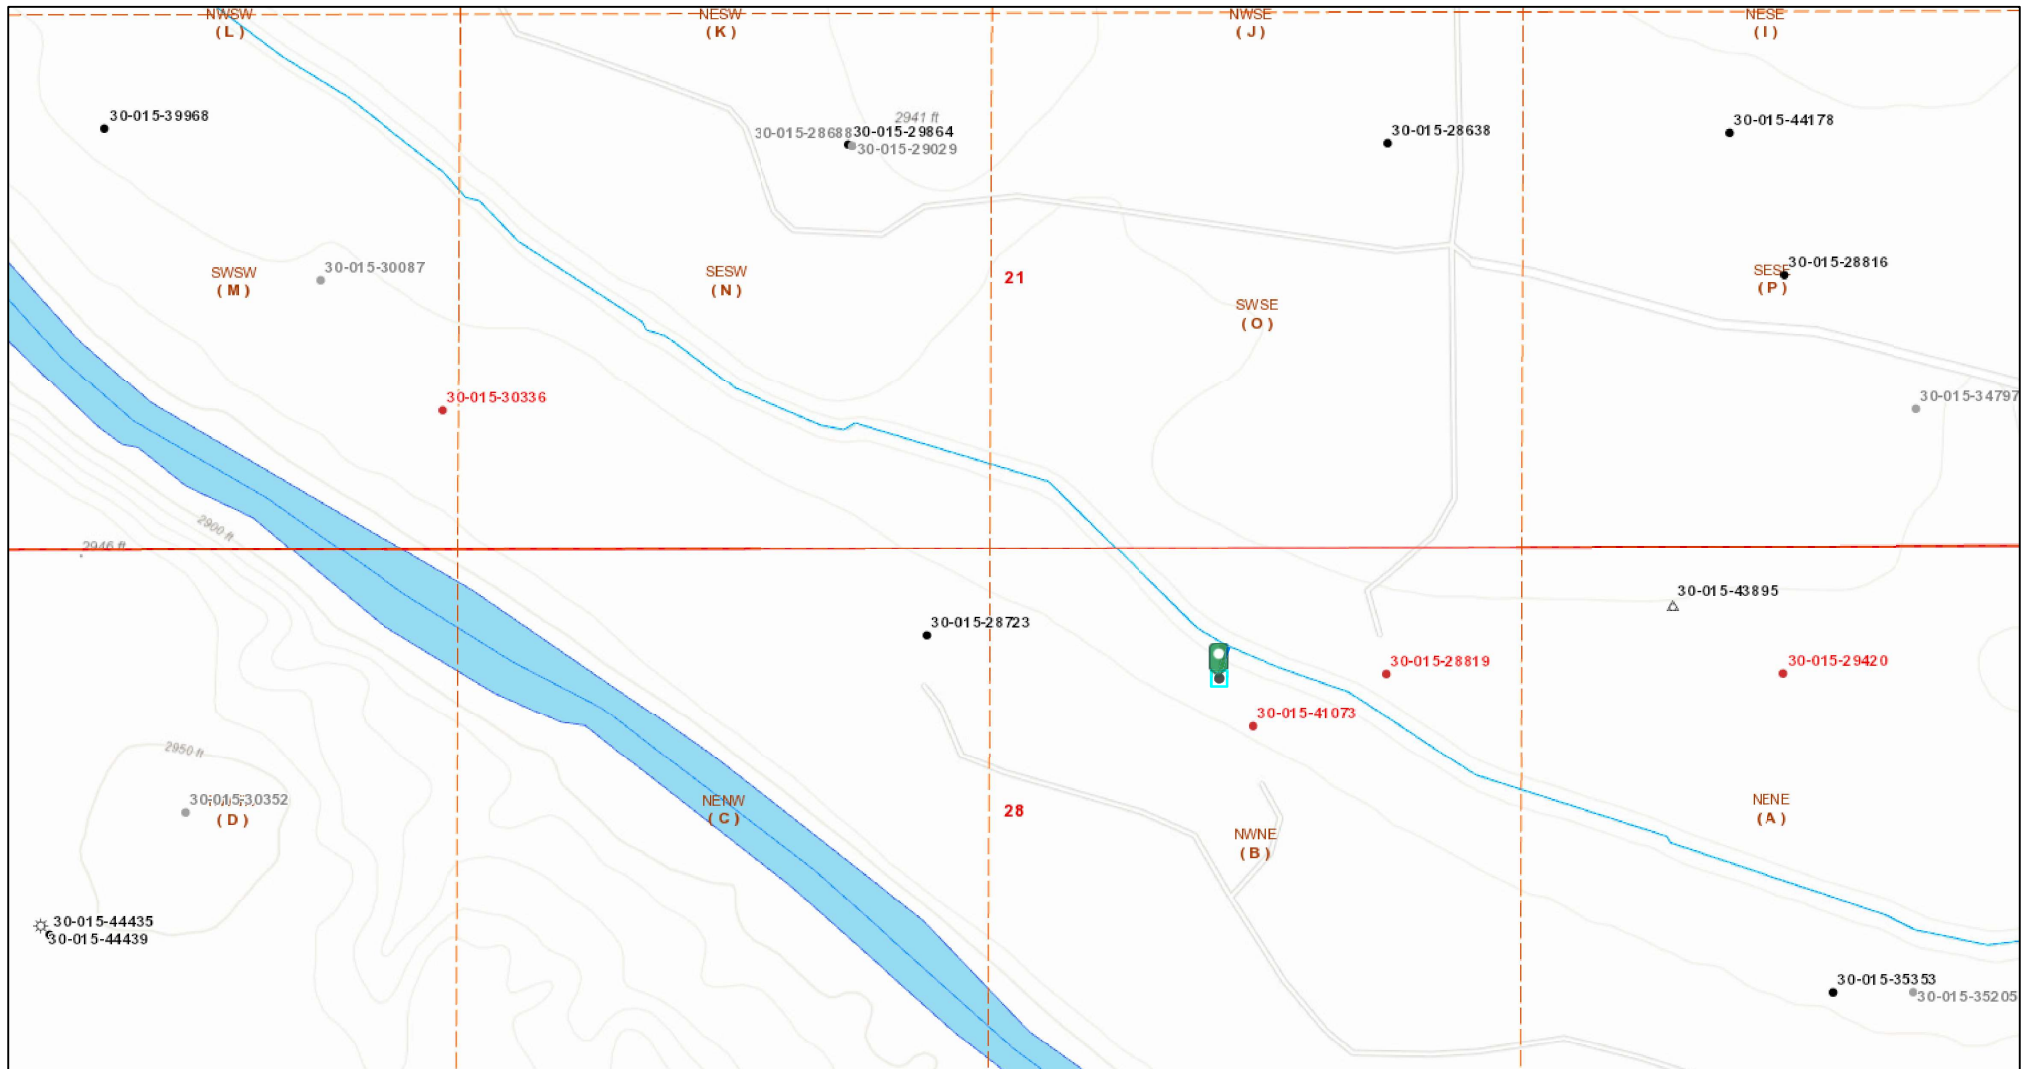 NWSW
( L )
NESW
( K )
NWSE
( J )
NESE
( I )
30-015-39968
2941 ft
30-015-28688
30-015-29864
30-015-29029
30-015-28638
30-015-44178
SWSW
( M )
30-015-30087
SESW
( N )
21
SWSE
( O )
SESE
( P )
30-015-28816
30-015-30336
30-015-34797
2900 ft
2946 ft
30-015-28723
30-015-43895
30-015-28819
30-015-29420
30-015-41073
2950 ft
30-015-30352
( D )
NENW
( C )
28
NWNE
( B )
NENE
( A )
30-015-44435
30-015-44439
30-015-35353
30-015-35205